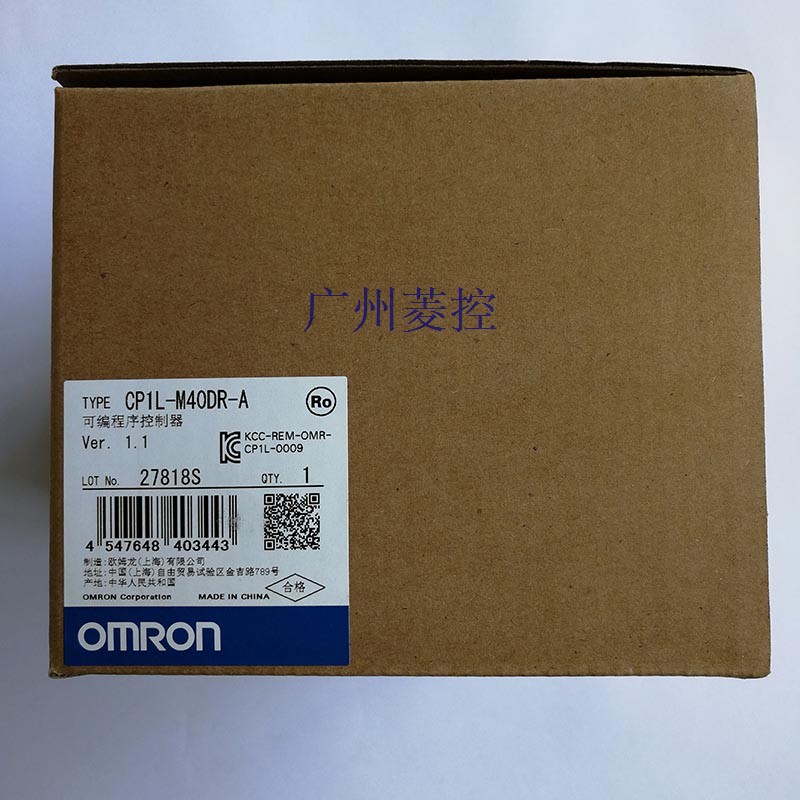 广州菱控
TYPE CP1L-M40DR-A
Ro
可编程序控制器
Ver. 1.1
KCC-REM-OMR-
CP1L-0009
LOT No. 27818S QTY. 1
4 547648 403443
制造:欧姆龙(上海)有限公司
地址:中国(上海)自由贸易试验区金吉路789号
产地:中华人民共和国
合格
OMRON Corporation MADE IN CHINA
OMRON